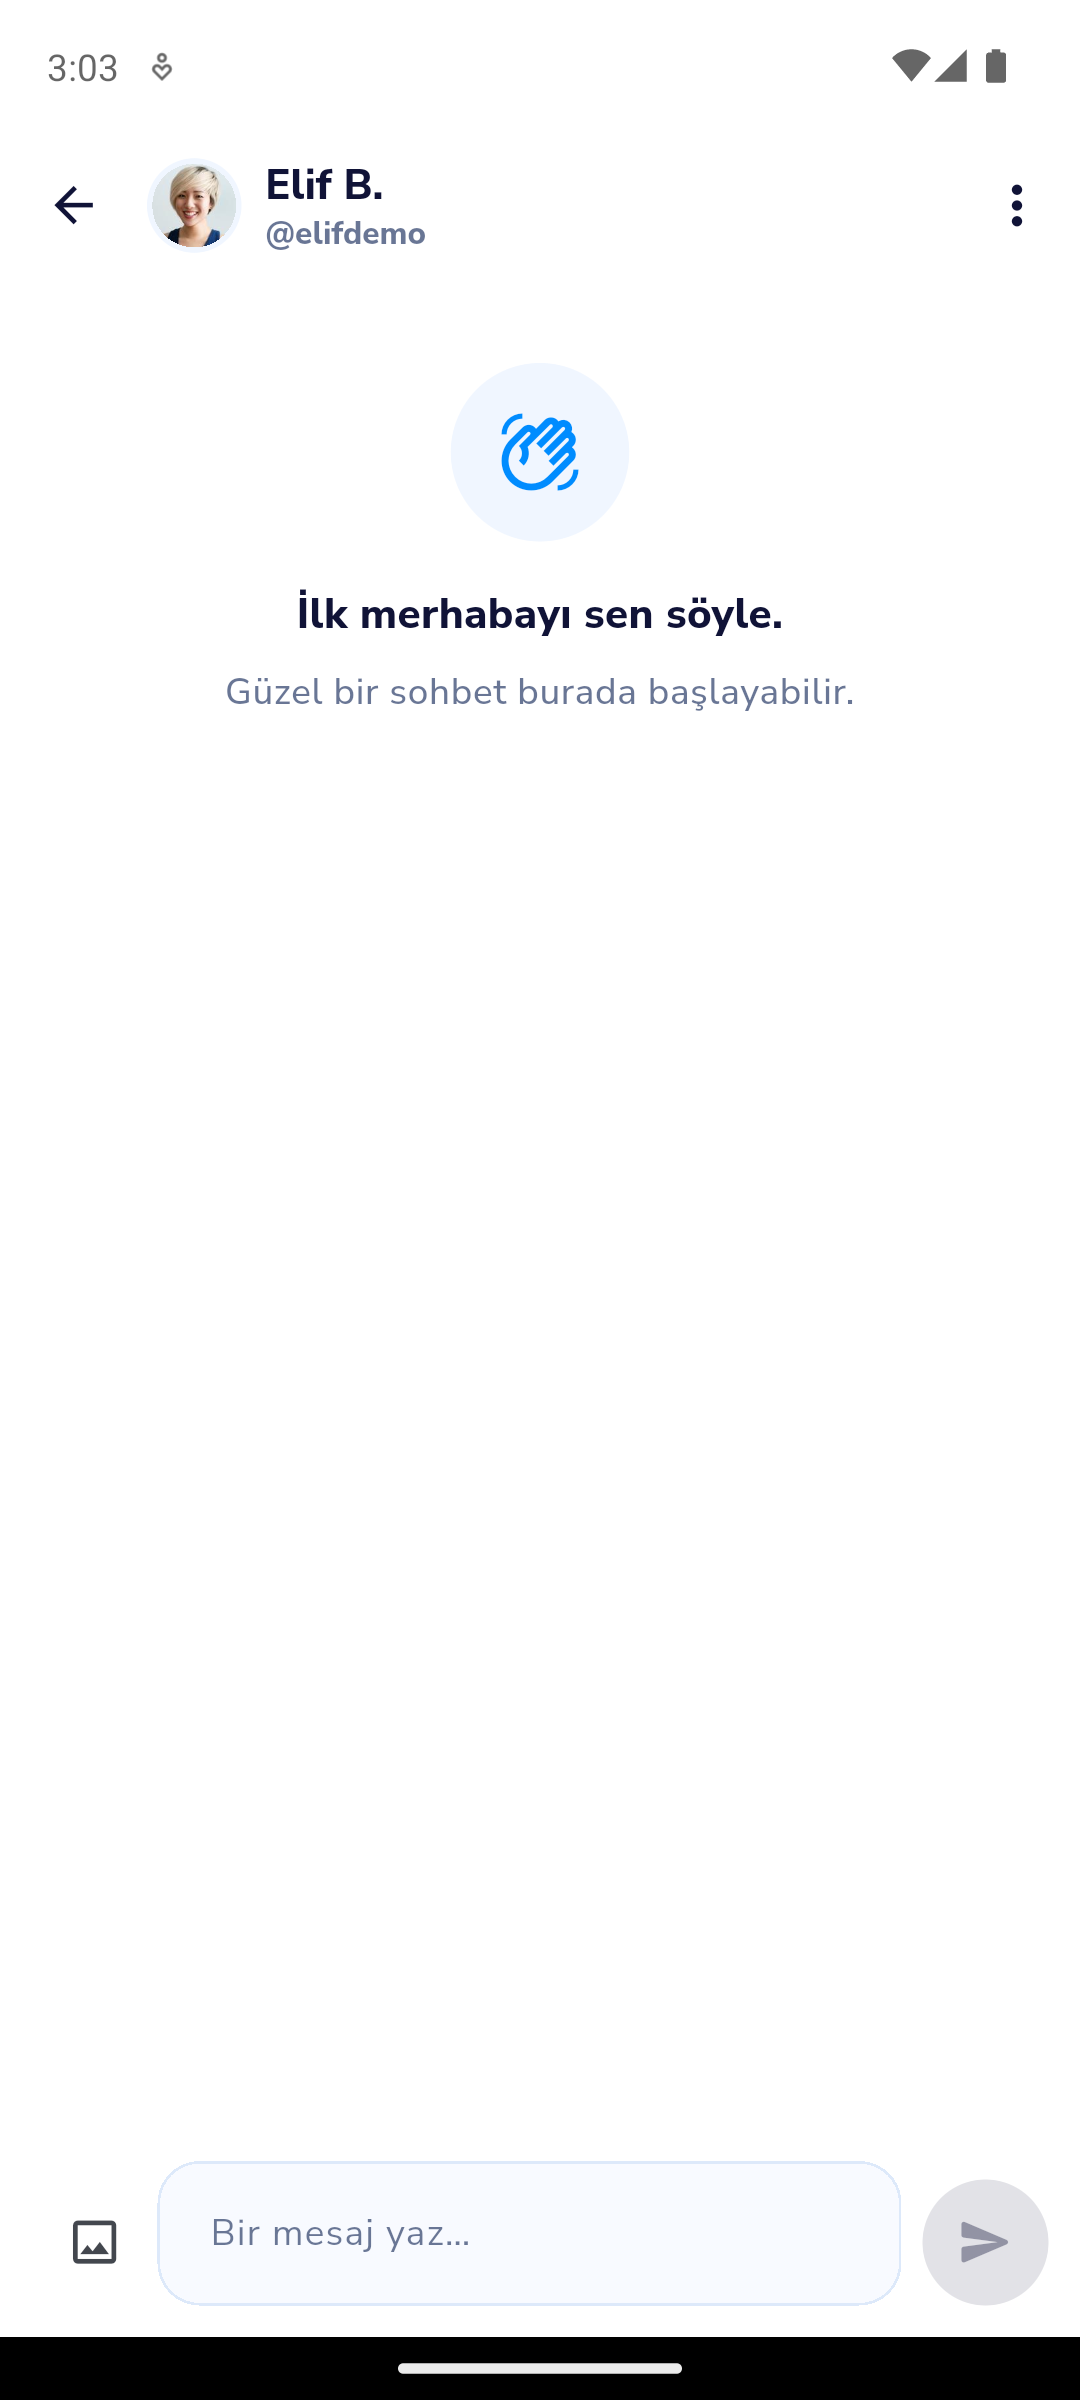 3:03
Elif B.
@elifdemo
İlk merhabayı sen söyle.
Güzel bir sohbet burada başlayabilir.
Bir mesaj yaz...